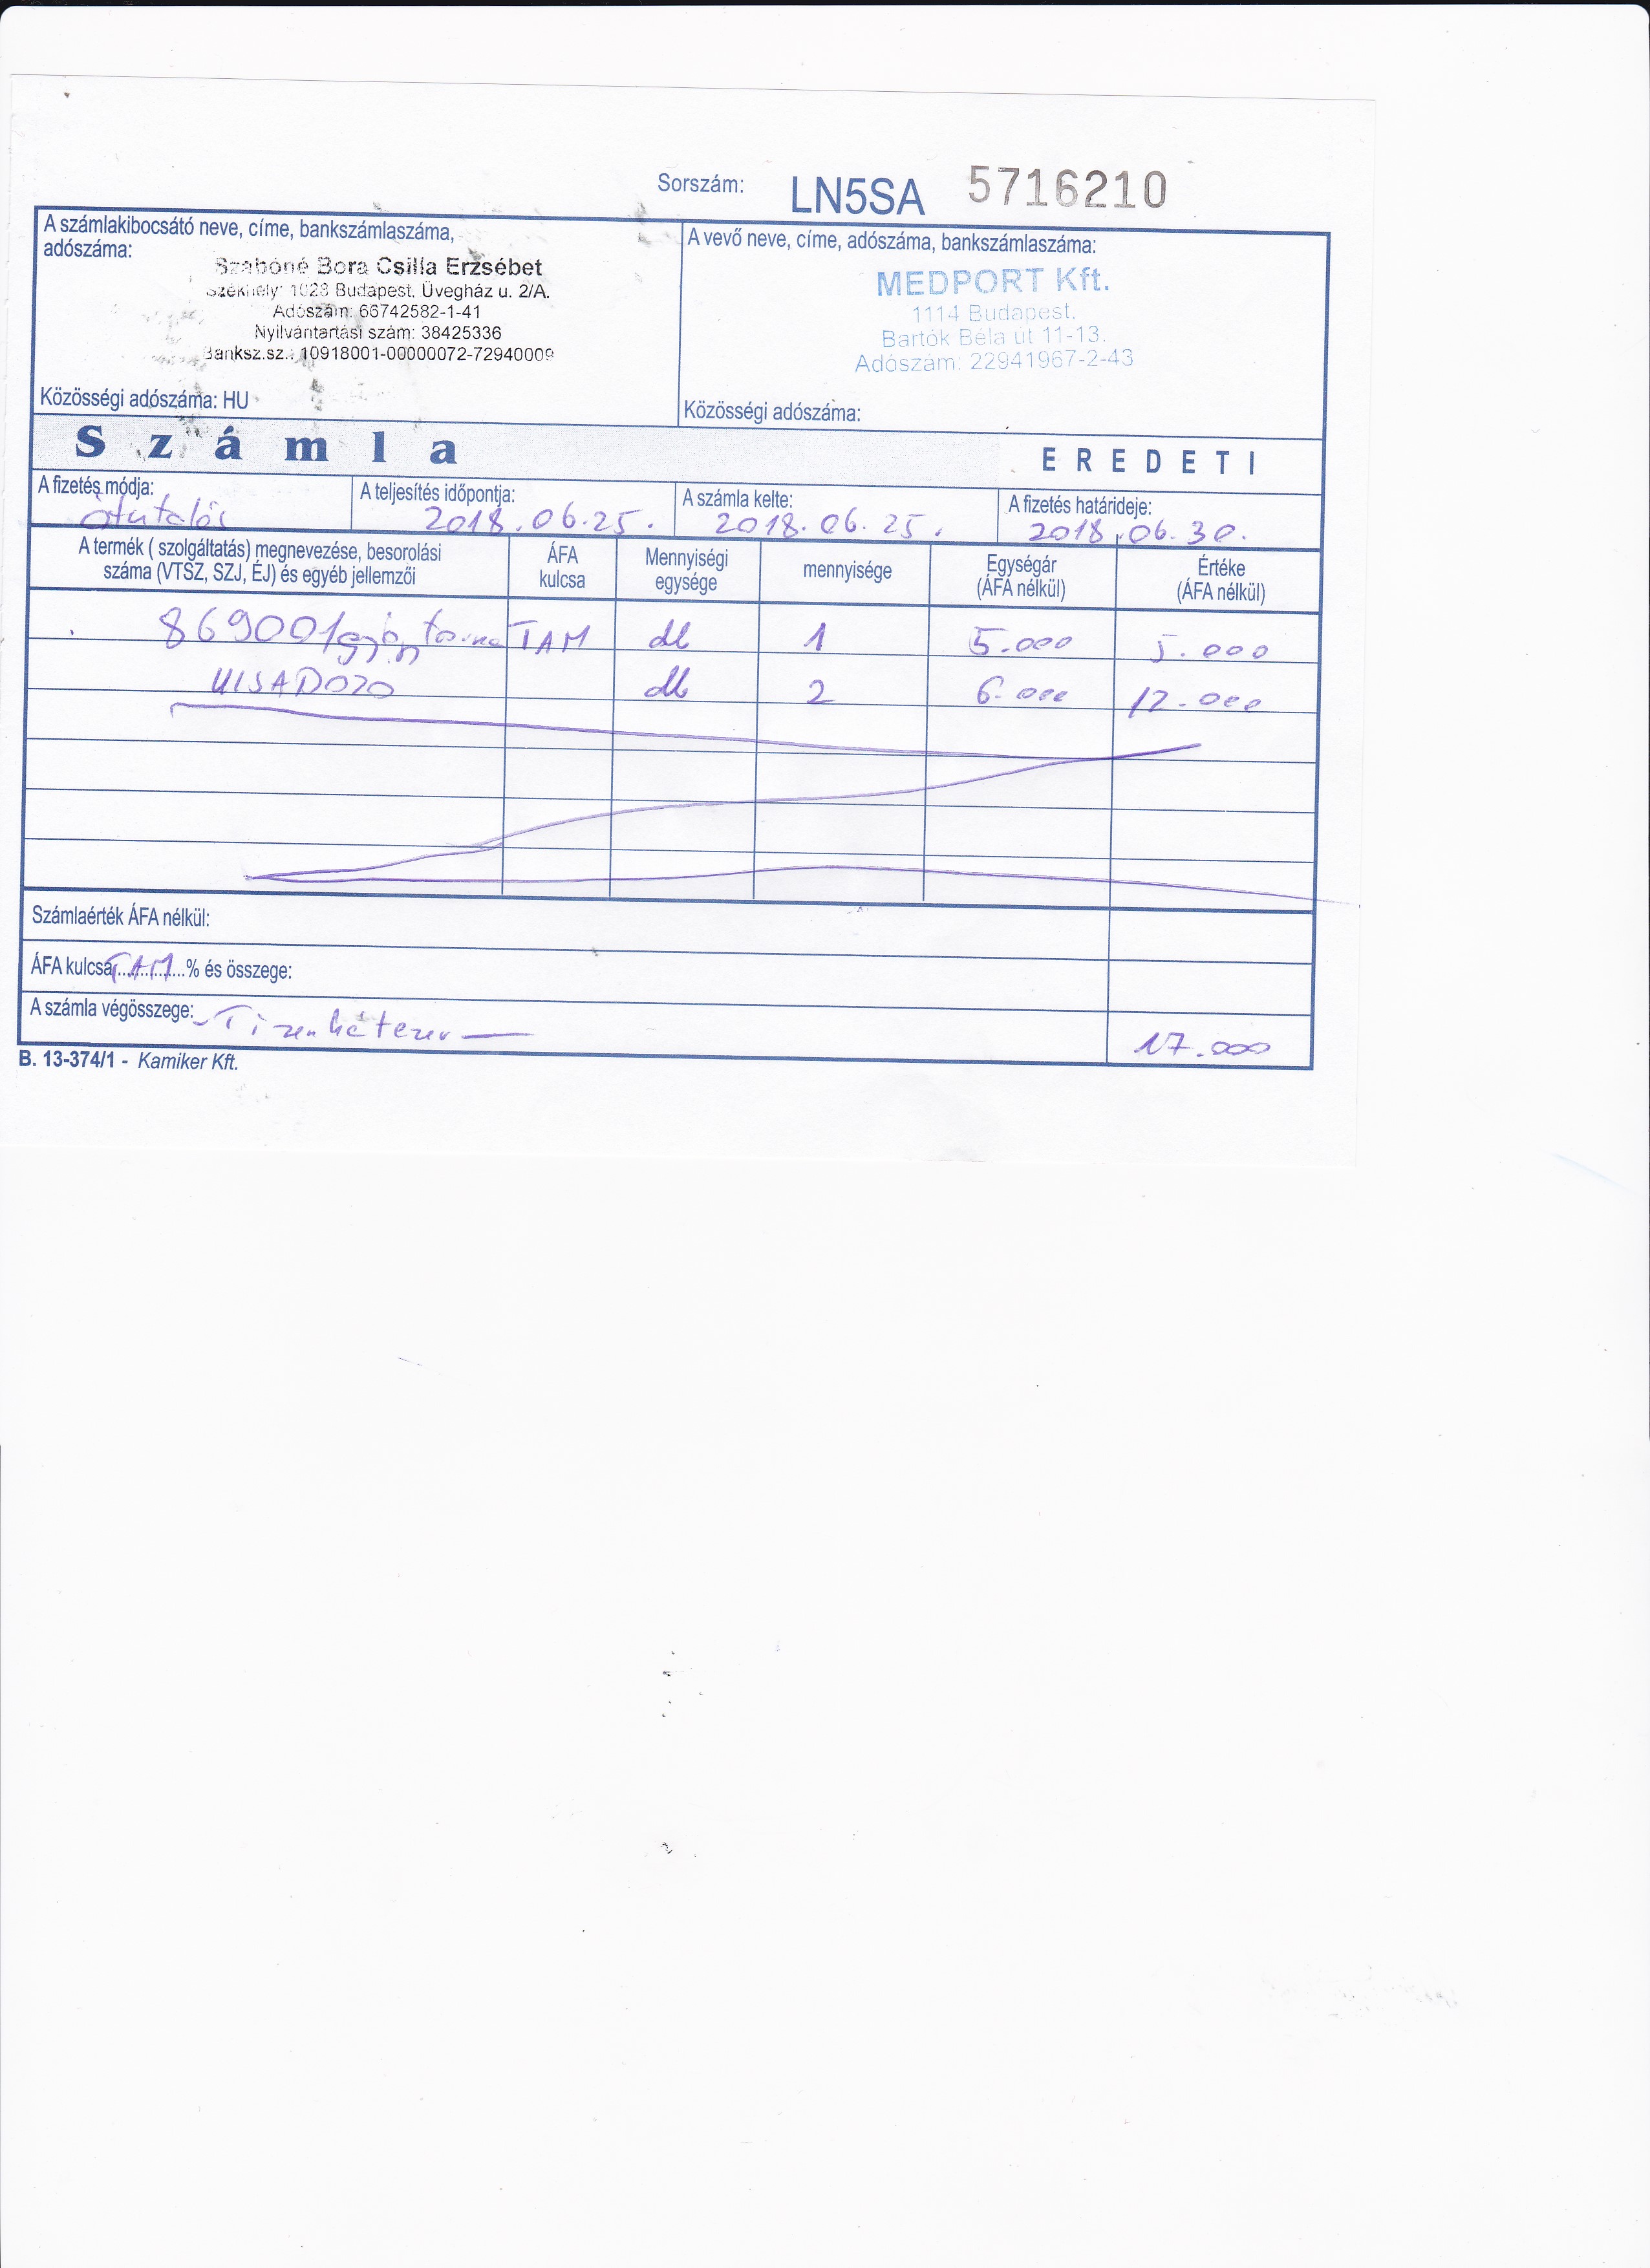 Sorszám: LN5SA 5716210
A számlakibocsátó neve, címe, bankszámlaszáma,
adószáma:
Szabóné Bora Csilla Erzsébet
Székhely: 1028 Budapest, Üvegház u. 2/A.
Adószám: 66742582-1-41
Nyilvántartási szám: 38425336
Banksz.sz.: 10918001-00000072-72940009
Közösségi adószáma: HU
A vevő neve, címe, adószáma, bankszámlaszáma:
MEDPORT Kft.
1114 Budapest,
Bartók Béla út 11-13.
Adószám: 22941967-2-43
Közösségi adószáma:
Számla
EREDETI
A fizetés módja: A teljesítés időpontja: A számla kelte: A fizetés határideje:
átutalás 2018.06.25. 2018.06.25. 2018.06.30.
A termék ( szolgáltatás) megnevezése, besorolási
száma (VTSZ, SZJ, ÉJ) és egyéb jellemzői
ÁFA
kulcsa
Mennyiségi
egysége
mennyisége
Egységár
(ÁFA nélkül)
Értéke
(ÁFA nélkül)
869001 torna TAM db 1 5.000 5.000
db 2 6.000 12.000
Számlaérték ÁFA nélkül:
ÁFA kulcsa TAM % és összege:
A számla végösszege: - Tizenhétezer — 17.000
B. 13-374/1 - Kamiker Kft.